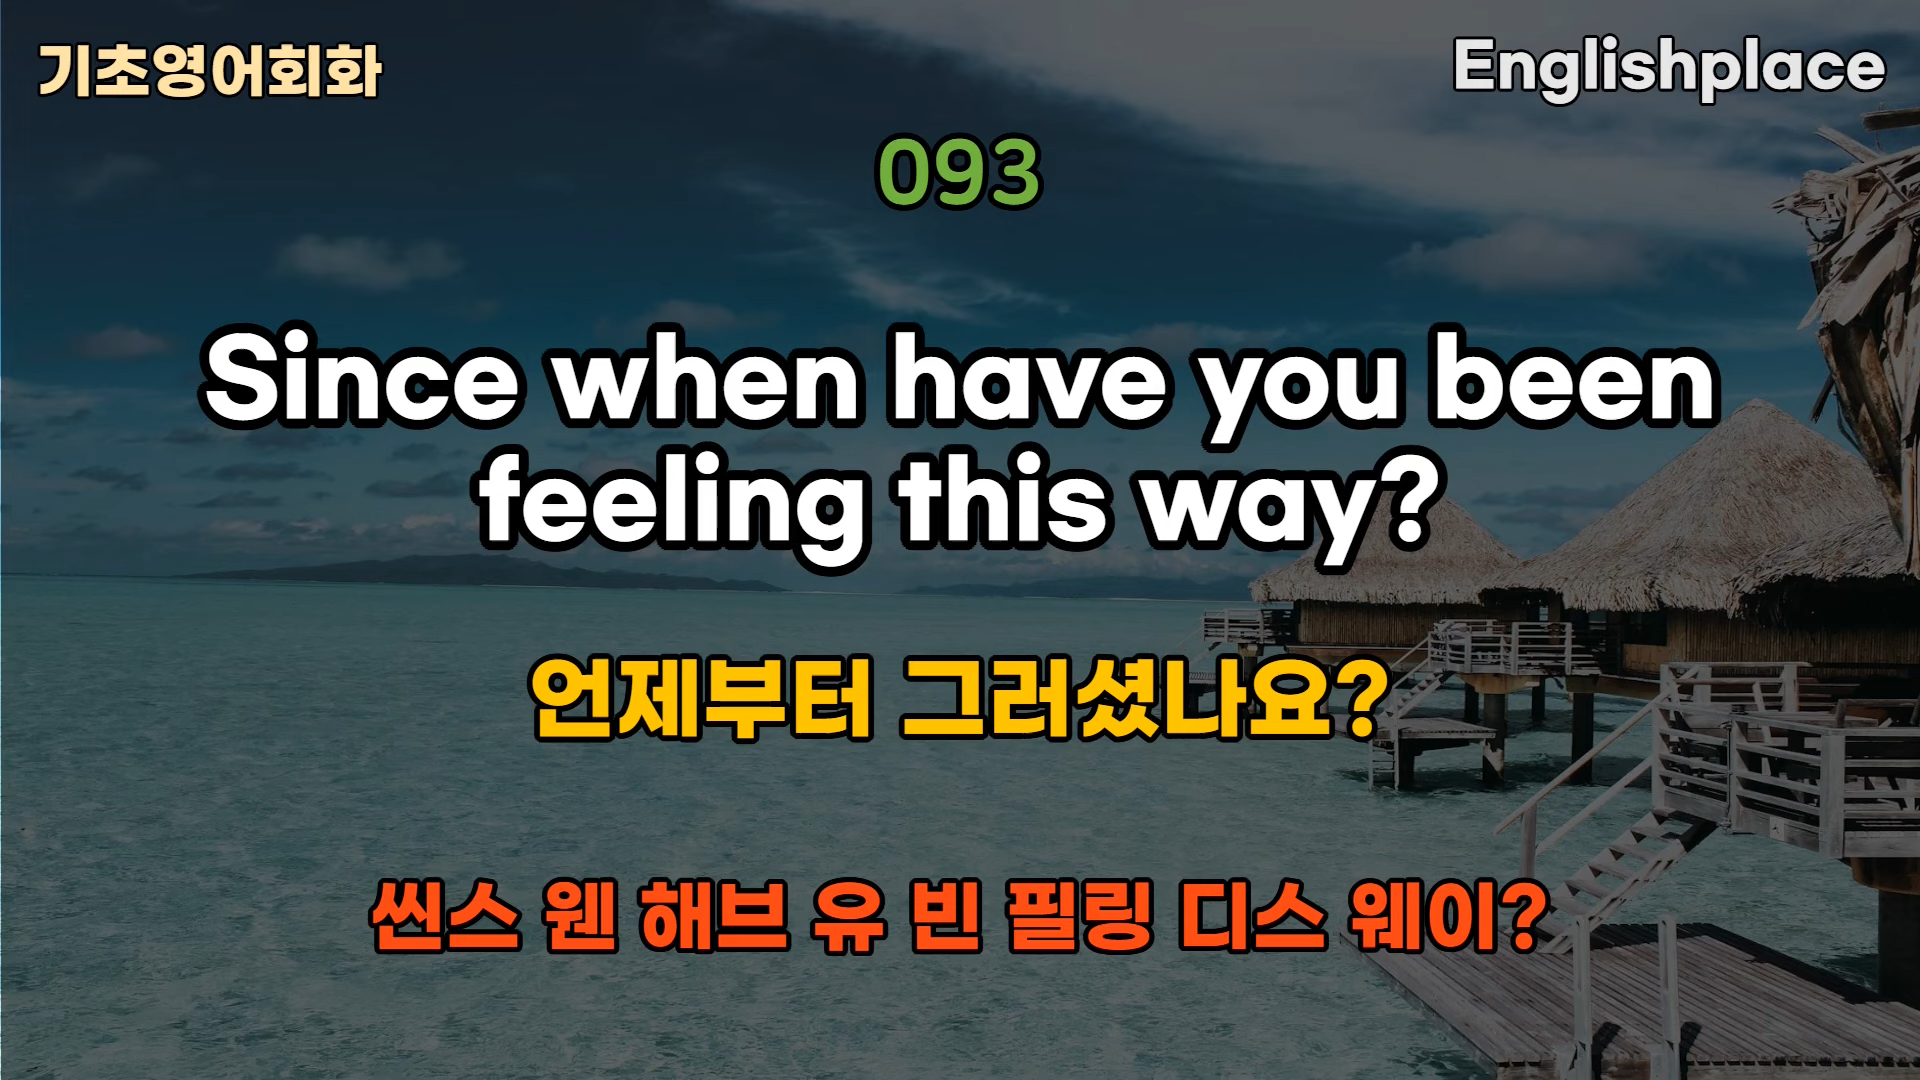 기초영어회화
Englishplace
093
Since when have you been
feeling this way?
언제부터 그러셨나요?
씬스 웬 해브 유 빈 필링 디스 웨이?